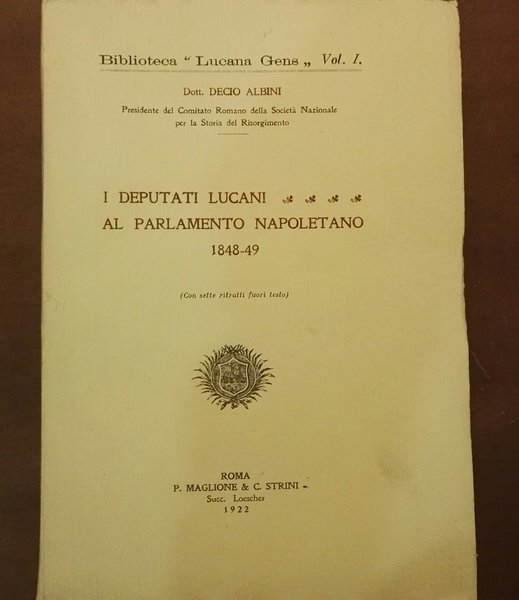 Biblioteca “ Lucana Gens „ Vol. I.
Dott. DECIO ALBINI
Presidente del Comitato Romano della Società Nazionale
per la Storia del Risorgimento
I DEPUTATI LUCANI
AL PARLAMENTO NAPOLETANO
1848-49
(Con sette ritratti fuori testo)
ROMA
P. MAGLIONE & C. STRINI
Succ. Loescher
1922